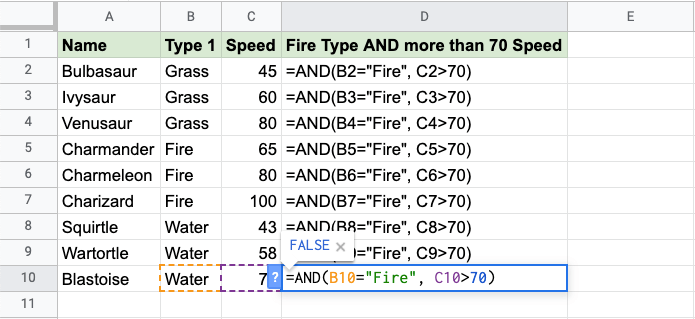 A B C D E
1 Name Type 1 Speed Fire Type AND more than 70 Speed
2 Bulbasaur Grass 45 =AND(B2="Fire", C2>70)
3 Ivysaur Grass 60 =AND(B3="Fire", C3>70)
4 Venusaur Grass 80 =AND(B4="Fire", C4>70)
5 Charmander Fire 65 =AND(B5="Fire", C5>70)
6 Charmeleon Fire 80 =AND(B6="Fire", C6>70)
7 Charizard Fire 100 =AND(B7="Fire", C7>70)
8 Squirtle Water 43 =AND(B8="Fire", C8>70)
FALSE ×
9 Wartortle Water 58 ="Fire", C9>70)
10 Blastoise Water 7 ? =AND(B10="Fire", C10>70)
11